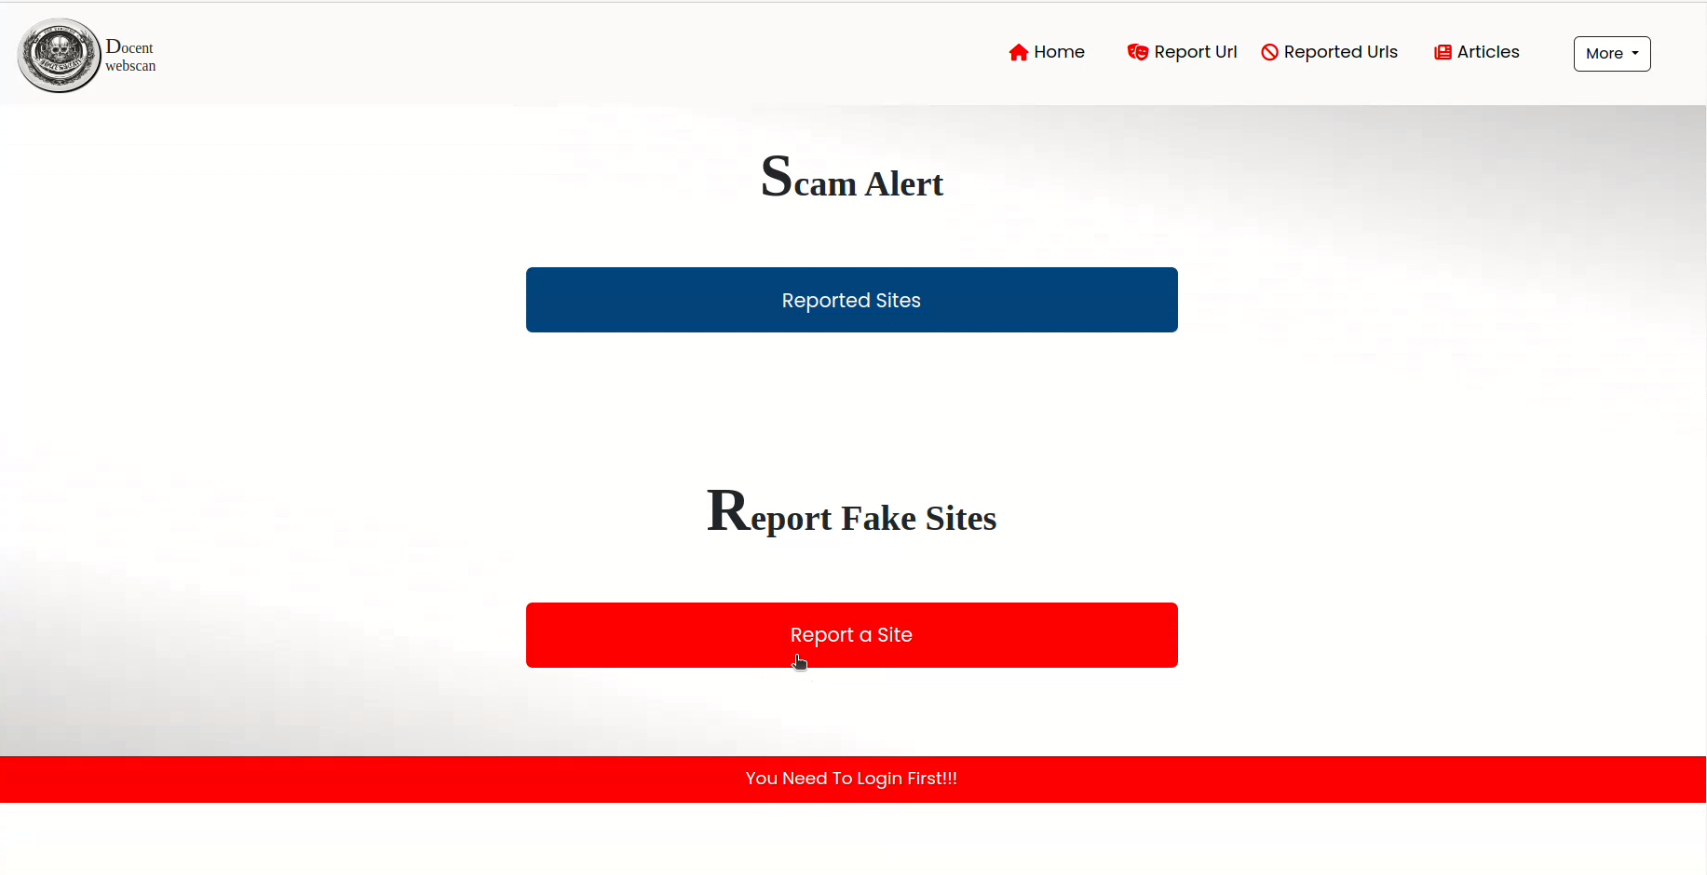 Docent
webscan
Home
Report Url
Reported Urls
Articles
More
Scam Alert
Reported Sites
Report Fake Sites
Report a Site
You Need To Login First!!!